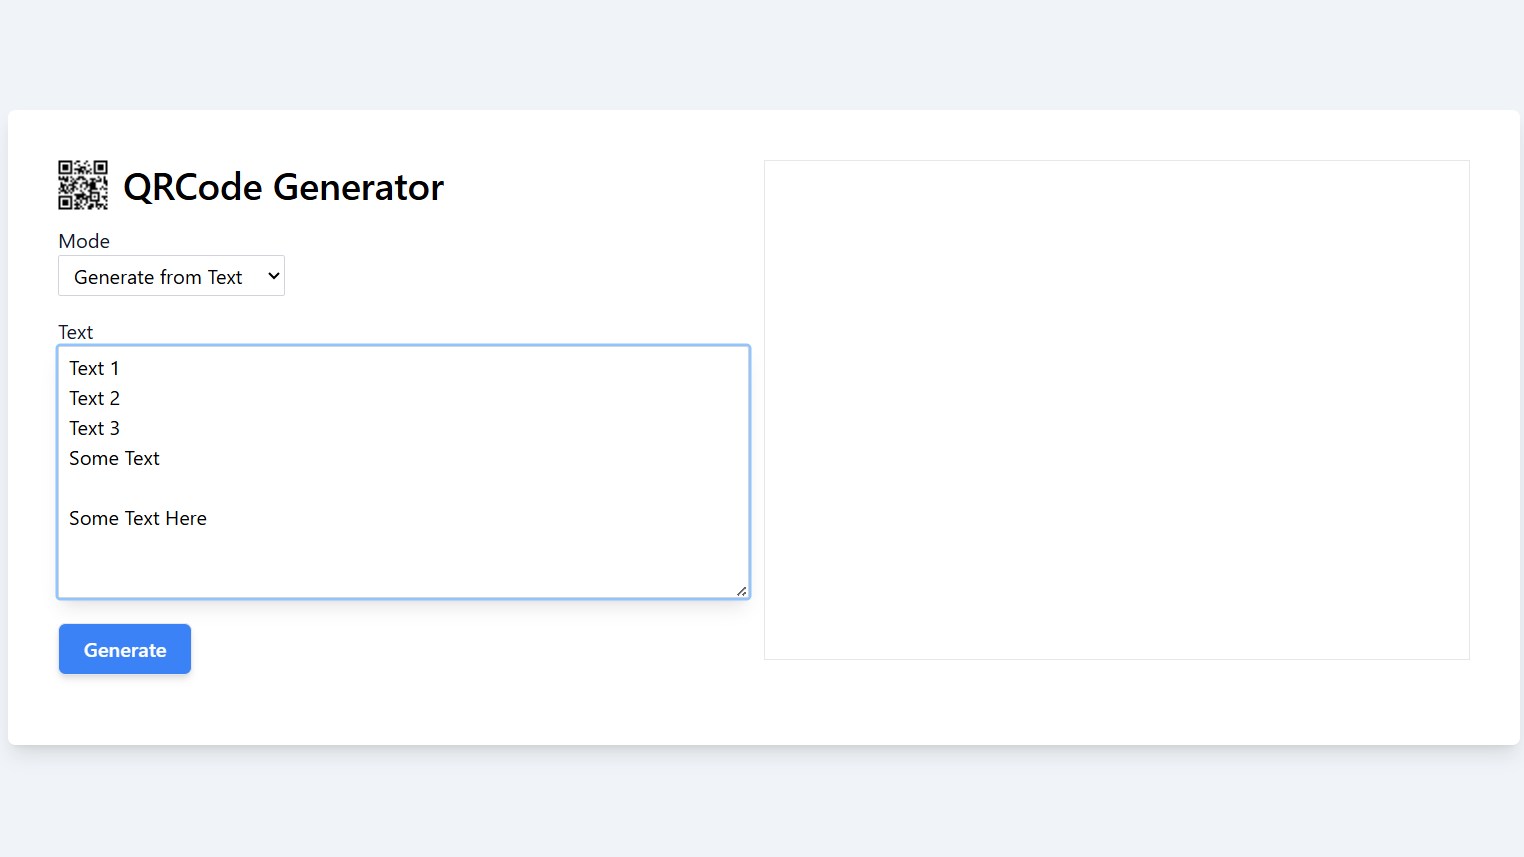 QRCode Generator
Mode
Generate from Text
Text
Text 1
Text 2
Text 3
Some Text
Some Text Here
Generate